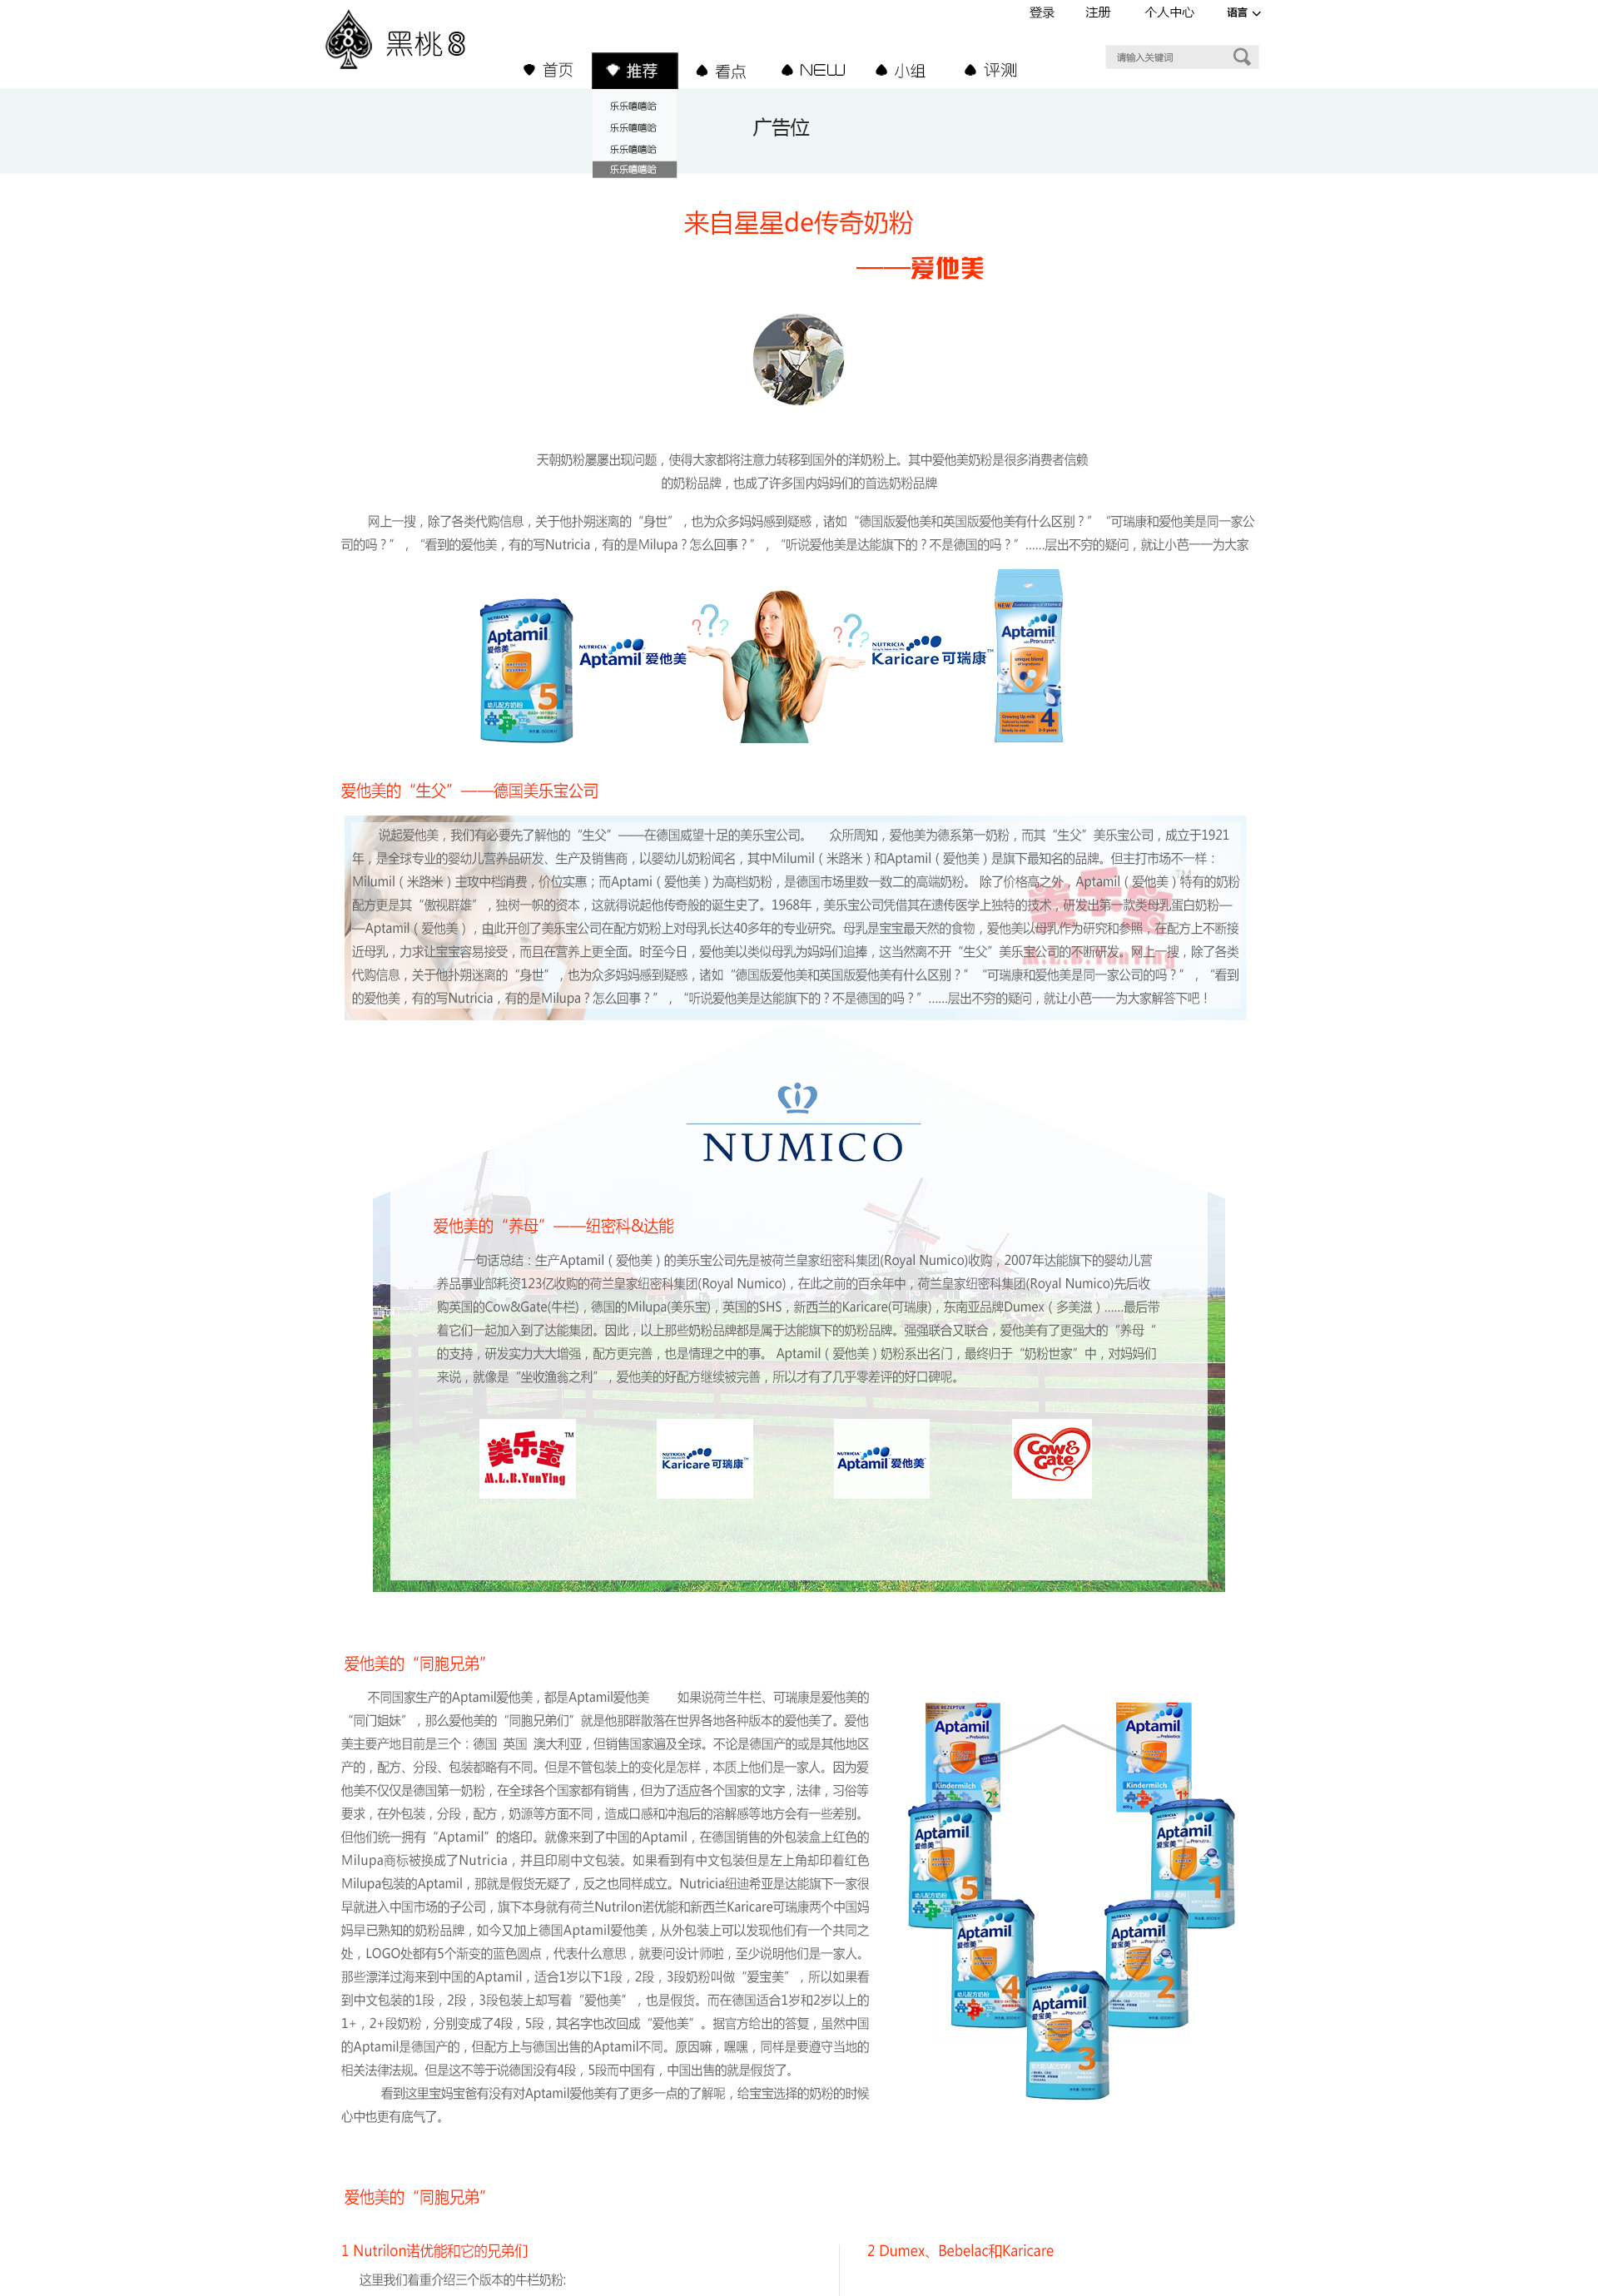 登录 注册 个人中心 语言
黑桃8
请输入关键词
首页 推荐 看点 NEW 小组 评测
乐乐嘻嘻哈
乐乐嘻嘻哈
乐乐嘻嘻哈
乐乐嘻嘻哈
广告位
来自星星de传奇奶粉
——爱他美
天朝奶粉屡屡出现问题，使得大家都将注意力转移到国外的洋奶粉上。其中爱他美奶粉是很多消费者信赖
的奶粉品牌，也成了许多国内妈妈们的首选奶粉品牌
网上一搜，除了各类代购信息，关于他扑朔迷离的“身世”，也为众多妈妈感到疑惑，诸如“德国版爱他美和英国版爱他美有什么区别？” “可瑞康和爱他美是同一家公
司的吗？”，“看到的爱他美，有的写Nutricia，有的是Milupa？怎么回事？”，“听说爱他美是达能旗下的？不是德国的吗？”......层出不穷的疑问，就让小芭一一为大家
NUTRICIA
Aptamil
爱他美
5
幼儿配方奶粉
NUTRICIA
Aptamil 爱他美
? ? ?
? ? ?
NUTRICIA
Karicare 可瑞康™
NEW
Aptamil
with Pronutra+
unique blend
of ingredients
4
Growing Up milk
Ready to use
爱他美的“生父”——德国美乐宝公司
说起爱他美，我们有必要先了解他的“生父”——在德国威望十足的美乐宝公司。 众所周知，爱他美为德系第一奶粉，而其“生父”美乐宝公司，成立于1921
年，是全球专业的婴幼儿营养品研发、生产及销售商，以婴幼儿奶粉闻名，其中Milumil（米路米）和Aptamil（爱他美）是旗下最知名的品牌。但主打市场不一样：
Milumil（米路米）主攻中档消费，价位实惠；而Aptami（爱他美）为高档奶粉，是德国市场里数一数二的高端奶粉。 除了价格高之外，Aptamil（爱他美）特有的奶粉
配方更是其“傲视群雄”，独树一帜的资本，这就得说起他传奇般的诞生史了。1968年，美乐宝公司凭借其在遗传医学上独特的技术，研发出第一款类母乳蛋白奶粉—
—Aptamil（爱他美），由此开创了美乐宝公司在配方奶粉上对母乳长达40多年的专业研究。母乳是宝宝最天然的食物，爱他美以母乳作为研究和参照，在配方上不断接
近母乳，力求让宝宝容易接受，而且在营养上更全面。时至今日，爱他美以类似母乳为妈妈们追捧，这当然离不开“生父”美乐宝公司的不断研发。网上一搜，除了各类
代购信息，关于他扑朔迷离的“身世”，也为众多妈妈感到疑惑，诸如“德国版爱他美和英国版爱他美有什么区别？” “可瑞康和爱他美是同一家公司的吗？”，“看到
的爱他美，有的写Nutricia，有的是Milupa？怎么回事？”，“听说爱他美是达能旗下的？不是德国的吗？”......层出不穷的疑问，就让小芭一一为大家解答下吧！
美乐宝
M.L.B.YunYing
NUMICO
爱他美的“养母”——纽密科&达能
一句话总结：生产Aptamil（爱他美）的美乐宝公司先是被荷兰皇家纽密科集团(Royal Numico)收购，2007年达能旗下的婴幼儿营
养品事业部耗资123亿收购的荷兰皇家纽密科集团(Royal Numico)，在此之前的百余年中，荷兰皇家纽密科集团(Royal Numico)先后收
购英国的Cow&Gate(牛栏)，德国的Milupa(美乐宝)，英国的SHS，新西兰的Karicare(可瑞康)，东南亚品牌Dumex（多美滋）......最后带
着它们一起加入到了达能集团。因此，以上那些奶粉品牌都是属于达能旗下的奶粉品牌。强强联合又联合，爱他美有了更强大的“养母“
的支持，研发实力大大增强，配方更完善，也是情理之中的事。 Aptamil（爱他美）奶粉系出名门，最终归于“奶粉世家”中，对妈妈们
来说，就像是“坐收渔翁之利”，爱他美的好配方继续被完善，所以才有了几乎零差评的好口碑呢。
美乐宝™
M.L.B.YunYing
NUTRICIA
Karicare 可瑞康™
NUTRICIA
Aptamil 爱他美
Cow&
Gate
爱他美的“同胞兄弟”
不同国家生产的Aptamil爱他美，都是Aptamil爱他美 如果说荷兰牛栏、可瑞康是爱他美的
“同门姐妹”，那么爱他美的“同胞兄弟们”就是他那群散落在世界各地各种版本的爱他美了。爱他
美主要产地目前是三个：德国 英国 澳大利亚，但销售国家遍及全球。不论是德国产的或是其他地区
产的，配方、分段、包装都略有不同。但是不管包装上的变化是怎样，本质上他们是一家人。因为爱
他美不仅仅是德国第一奶粉，在全球各个国家都有销售，但为了适应各个国家的文字，法律，习俗等
要求，在外包装，分段，配方，奶源等方面不同，造成口感和冲泡后的溶解感等地方会有一些差别。
但他们统一拥有“Aptamil”的烙印。就像来到了中国的Aptamil，在德国销售的外包装盒上红色的
Milupa商标被换成了Nutricia，并且印刷中文包装。如果看到有中文包装但是左上角却印着红色
Milupa包装的Aptamil，那就是假货无疑了，反之也同样成立。Nutricia纽迪希亚是达能旗下一家很
早就进入中国市场的子公司，旗下本身就有荷兰Nutrilon诺优能和新西兰Karicare可瑞康两个中国妈
妈早已熟知的奶粉品牌，如今又加上德国Aptamil爱他美，从外包装上可以发现他们有一个共同之
处，LOGO处都有5个渐变的蓝色圆点，代表什么意思，就要问设计师啦，至少说明他们是一家人。
那些漂洋过海来到中国的Aptamil，适合1岁以下1段，2段，3段奶粉叫做“爱宝美”，所以如果看
到中文包装的1段，2段，3段包装上却写着“爱他美”，也是假货。而在德国适合1岁和2岁以上的
1+，2+段奶粉，分别变成了4段，5段，其名字也改回成“爱他美”。据官方给出的答复，虽然中国
的Aptamil是德国产的，但配方上与德国出售的Aptamil不同。原因嘛，嘿嘿，同样是要遵守当地的
相关法律法规。但是这不等于说德国没有4段，5段而中国有，中国出售的就是假货了。
看到这里宝妈宝爸有没有对Aptamil爱他美有了更多一点的了解呢，给宝宝选择的奶粉的时候
心中也更有底气了。
Aptamil
Kindermilch
2+
Aptamil
Kindermilch
1+
Aptamil
爱他美
5
幼儿配方奶粉
Aptamil
爱宝美
1
Aptamil
爱他美
4
幼儿配方奶粉
Aptamil
爱宝美
2
Aptamil
爱宝美
3
爱他美的“同胞兄弟”
1 Nutrilon诺优能和它的兄弟们
2 Dumex、Bebelac和Karicare
这里我们着重介绍三个版本的牛栏奶粉: